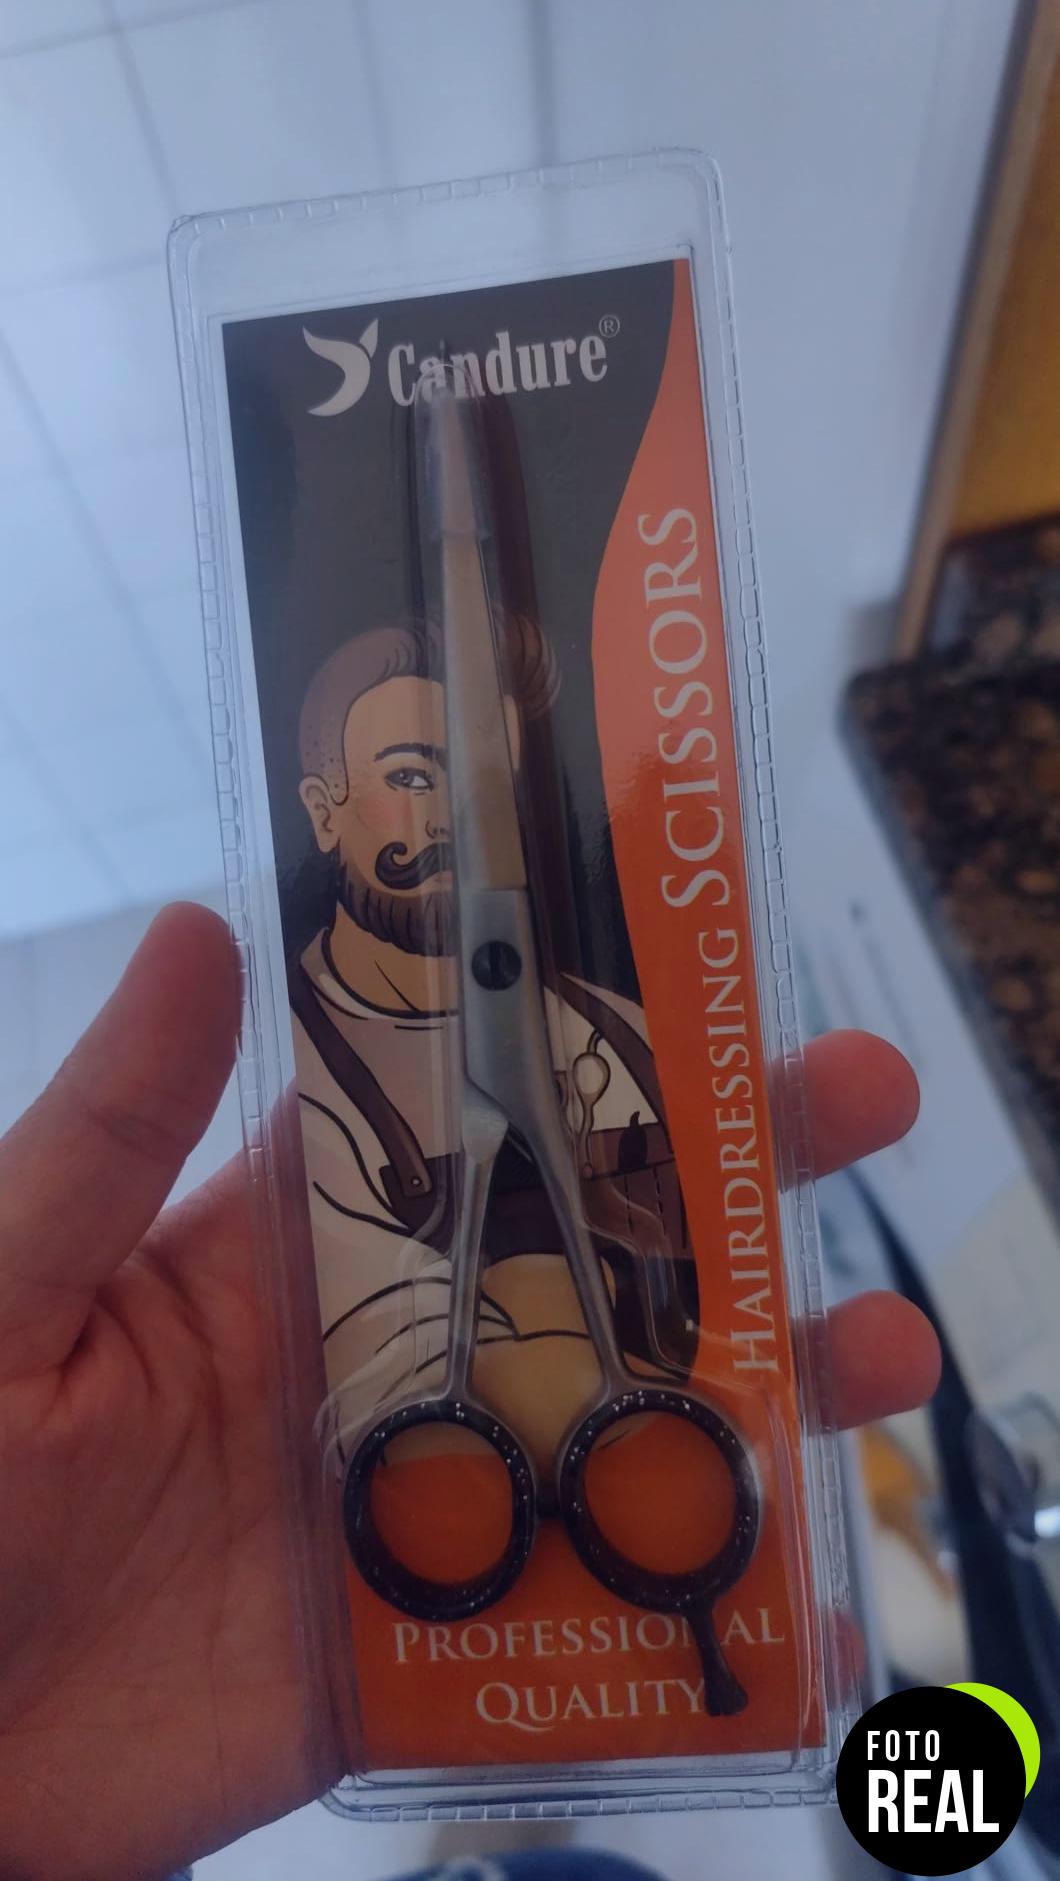 Candure®
HAIRDRESSING SCISSORS
PROFESSIONAL
QUALITY
FOTO
REAL